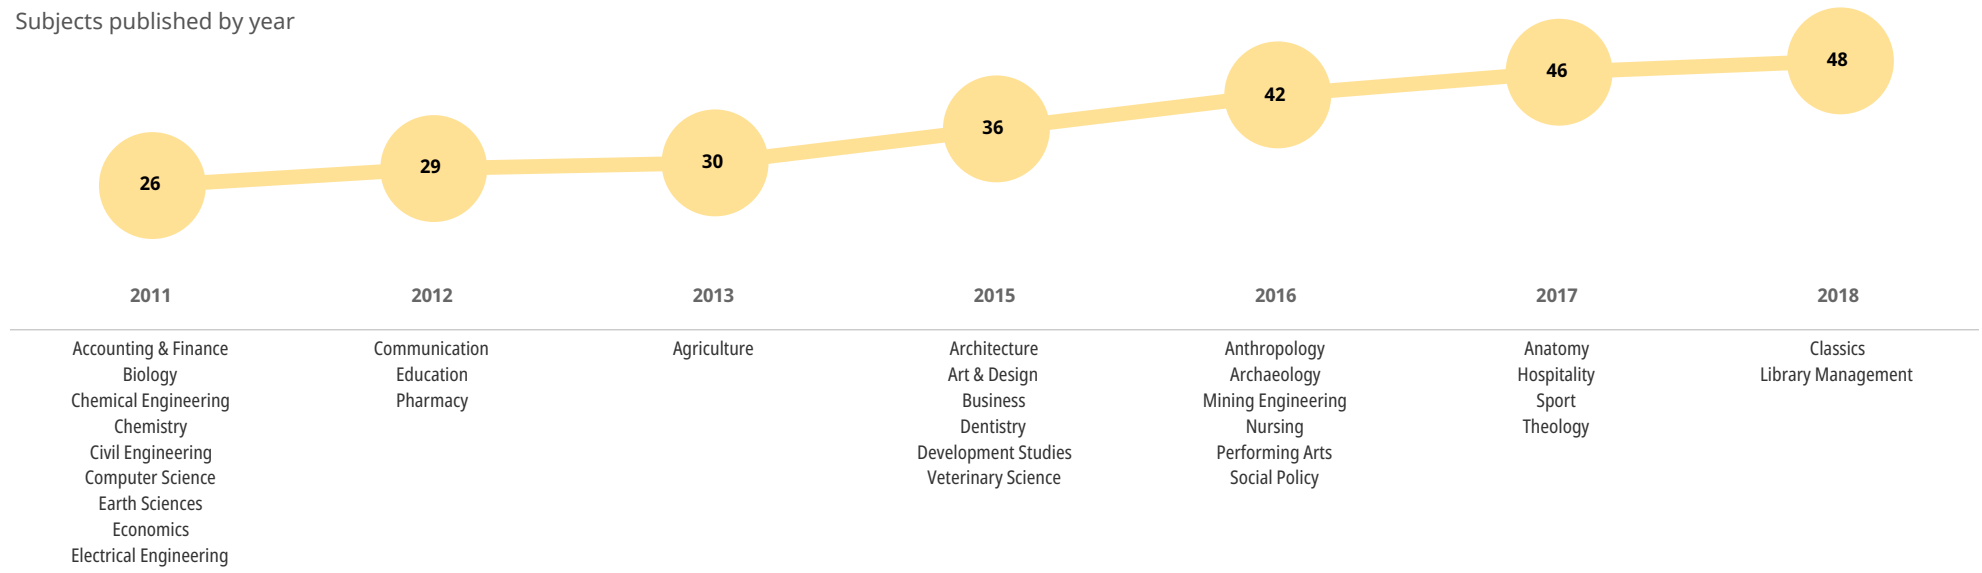 Subjects published by year
26
29
30
36
42
46
48
2011
2012
2013
2015
2016
2017
2018
Accounting & Finance
Biology
Chemical Engineering
Chemistry
Civil Engineering
Computer Science
Earth Sciences
Economics
Electrical Engineering
Communication
Education
Pharmacy
Agriculture
Architecture
Art & Design
Business
Dentistry
Development Studies
Veterinary Science
Anthropology
Archaeology
Mining Engineering
Nursing
Performing Arts
Social Policy
Anatomy
Hospitality
Sport
Theology
Classics
Library Management